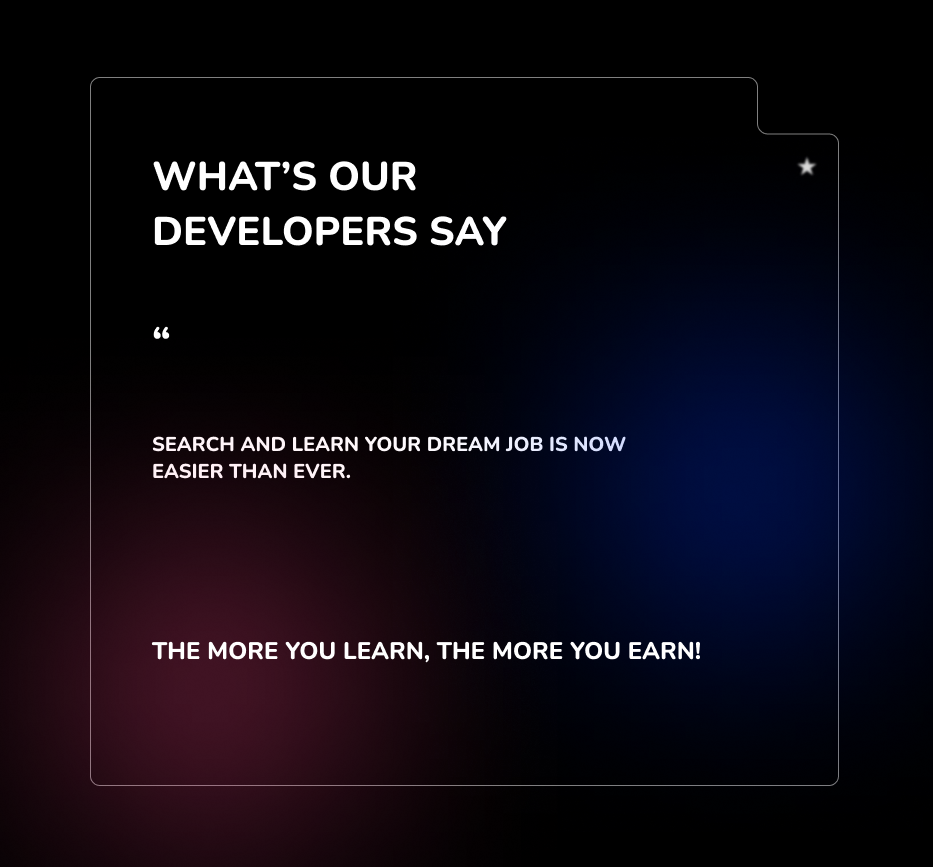 WHAT’S OUR
DEVELOPERS SAY
“
SEARCH AND LEARN YOUR DREAM JOB IS NOW
EASIER THAN EVER.
THE MORE YOU LEARN, THE MORE YOU EARN!